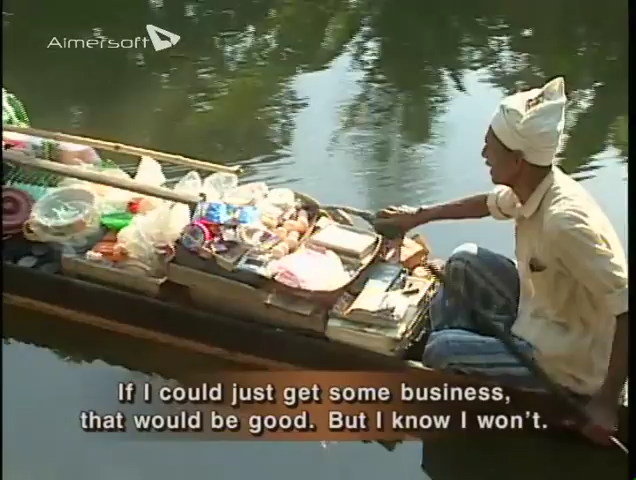 Aimersoft
If I could just get some business,
that would be good. But I know I won't.